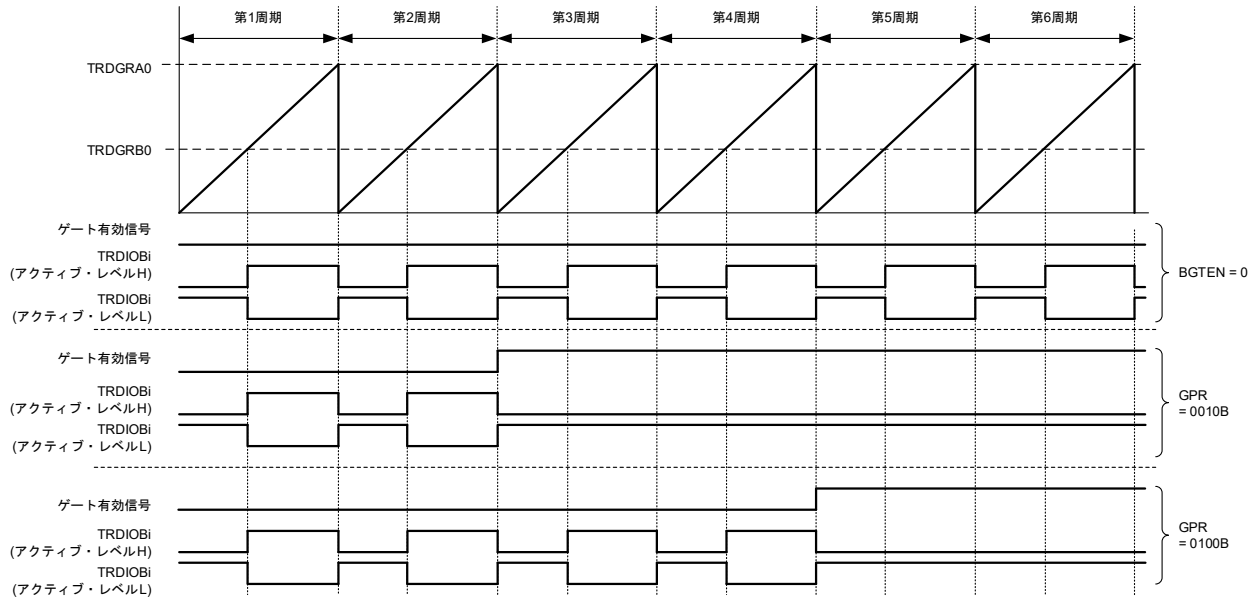 第1周期
第2周期
第3周期
第4周期
第5周期
第6周期
TRDGRA0
TRDGRB0
ゲート有効信号
TRDIOBi
(アクティブ・レベルH)
TRDIOBi
(アクティブ・レベルL)
BGTEN = 0
ゲート有効信号
TRDIOBi
(アクティブ・レベルH)
TRDIOBi
(アクティブ・レベルL)
GPR
= 0010B
ゲート有効信号
TRDIOBi
(アクティブ・レベルH)
TRDIOBi
(アクティブ・レベルL)
GPR
= 0100B